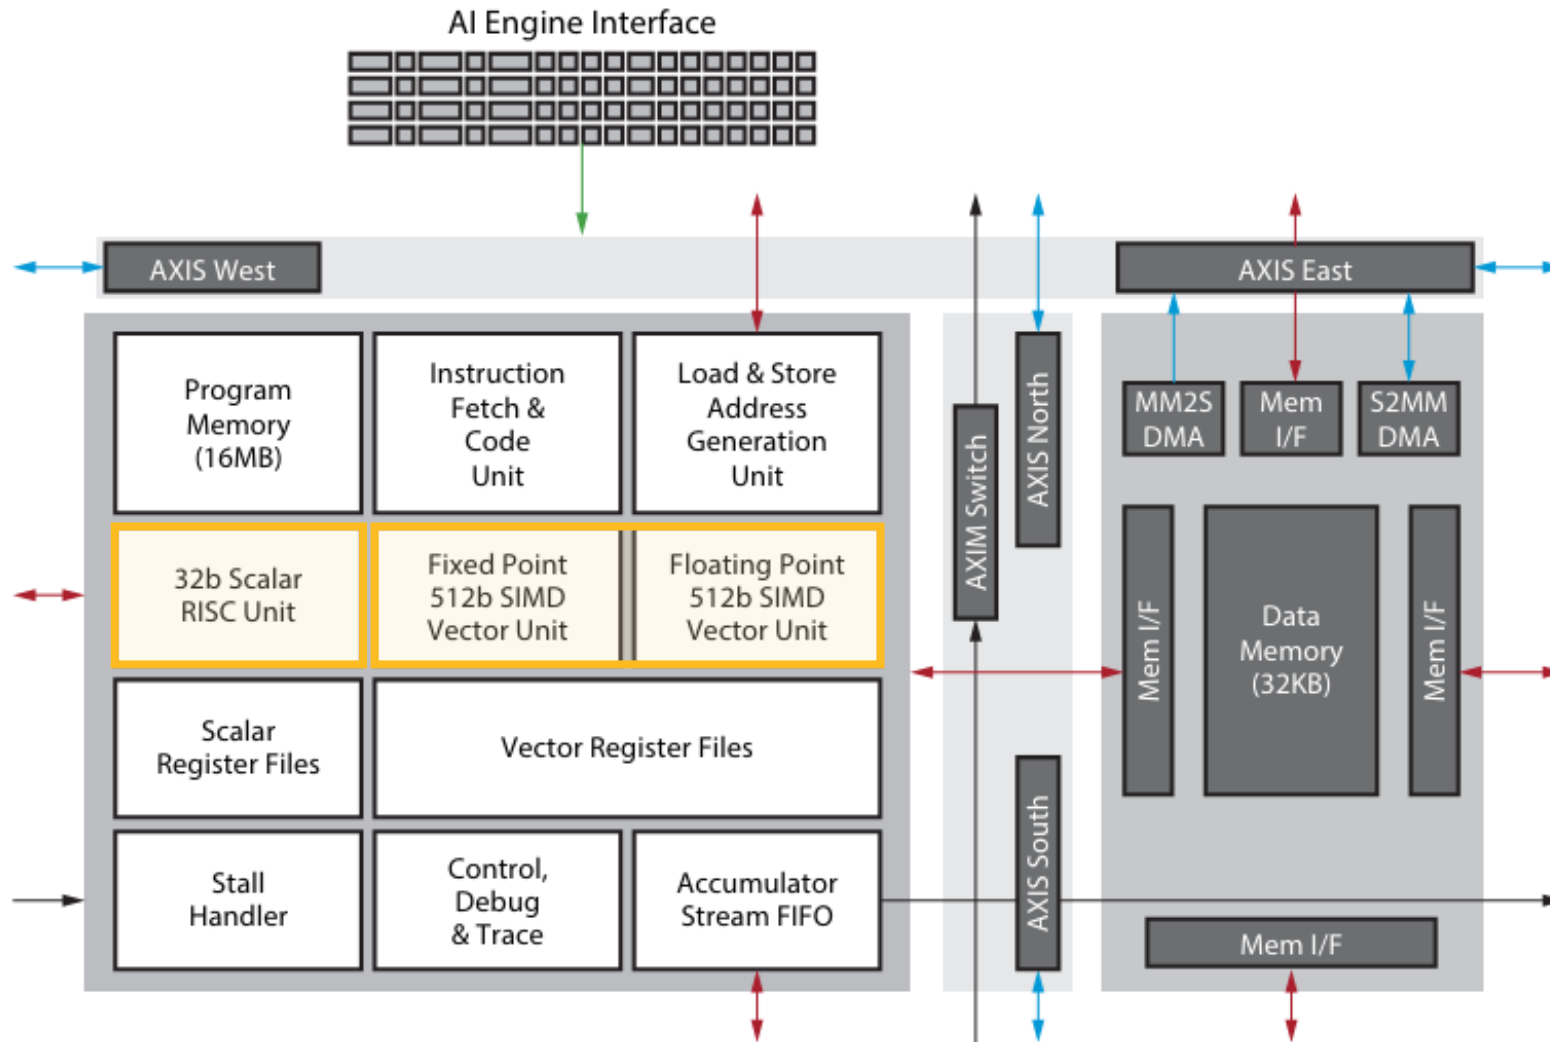 AI Engine Interface
AXIS West
AXIS East
Program
Memory
(16MB)
Instruction
Fetch &
Code
Unit
Load & Store
Address
Generation
Unit
32b Scalar
RISC Unit
Fixed Point
512b SIMD
Vector Unit
Floating Point
512b SIMD
Vector Unit
Scalar
Register Files
Vector Register Files
Stall
Handler
Control,
Debug
& Trace
Accumulator
Stream FIFO
AXIM Switch
AXIS North
AXIS South
MM2S
DMA
Mem
I/F
S2MM
DMA
Mem I/F
Data
Memory
(32KB)
Mem I/F
Mem I/F